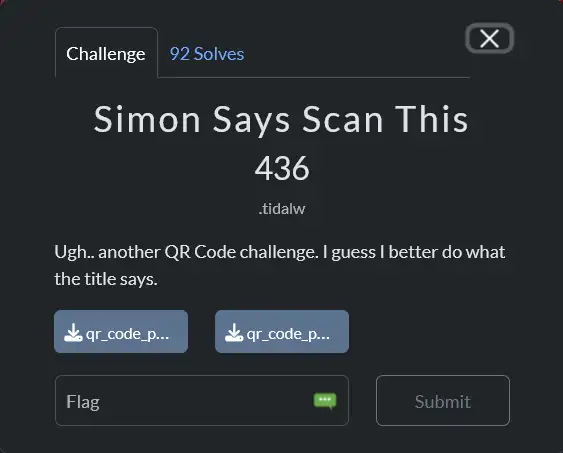 Challenge
92 Solves
Simon Says Scan This
436
.tidalw
Ugh.. another QR Code challenge. I guess I better do what
the title says.
qr_code_p...
qr_code_p...
Flag
Submit